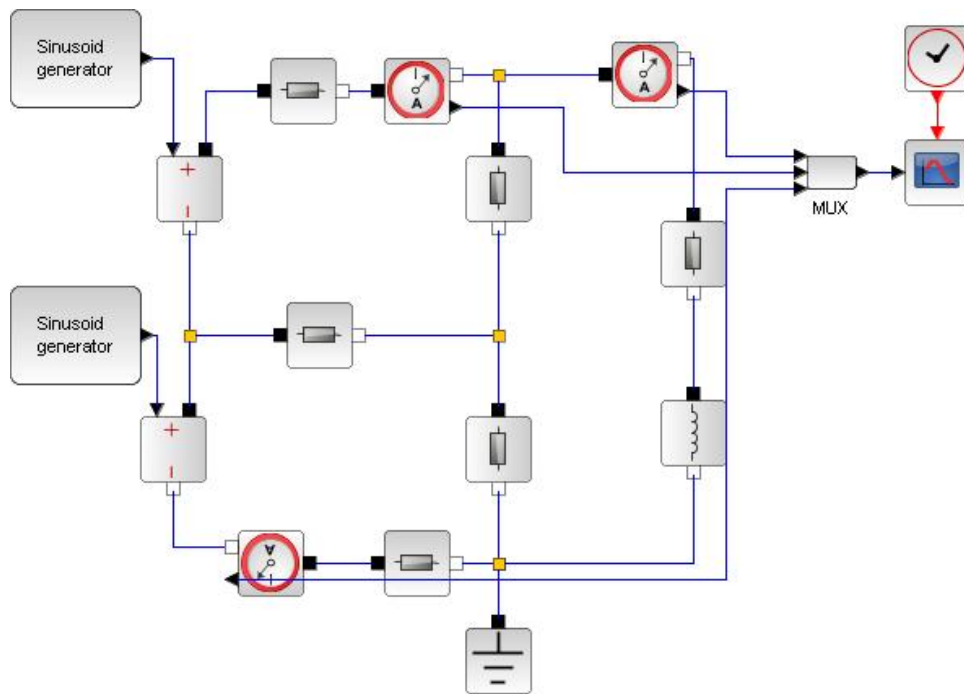 Sinusoid
generator
I
A
I
A
MUX
Sinusoid
generator
A
I